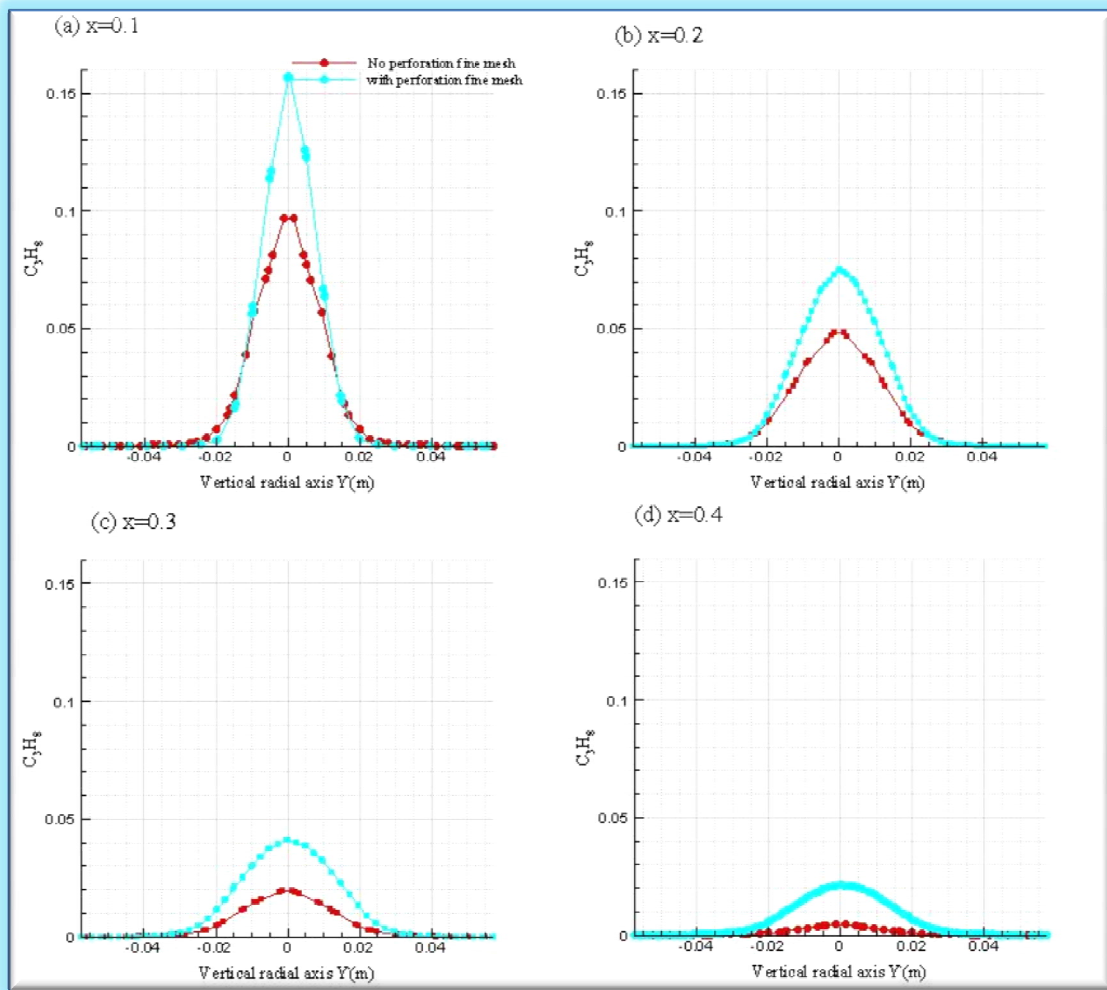 (a) x=0.1
No perforation fine mesh
with perforation fine mesh
0.15
0.1
0.05
0
C₃H₈
-0.04 -0.02 0 0.02 0.04
Vertical radial axis Y(m)
(b) x=0.2
0.15
0.1
0.05
0
C₃H₈
-0.04 -0.02 0 0.02 0.04
Vertical radial axis Y(m)
(c) x=0.3
0.15
0.1
0.05
0
C₃H₈
-0.04 -0.02 0 0.02 0.04
Vertical radial axis Y(m)
(d) x=0.4
0.15
0.1
0.05
0
C₃H₈
-0.04 -0.02 0 0.02 0.04
Vertical radial axis Y(m)